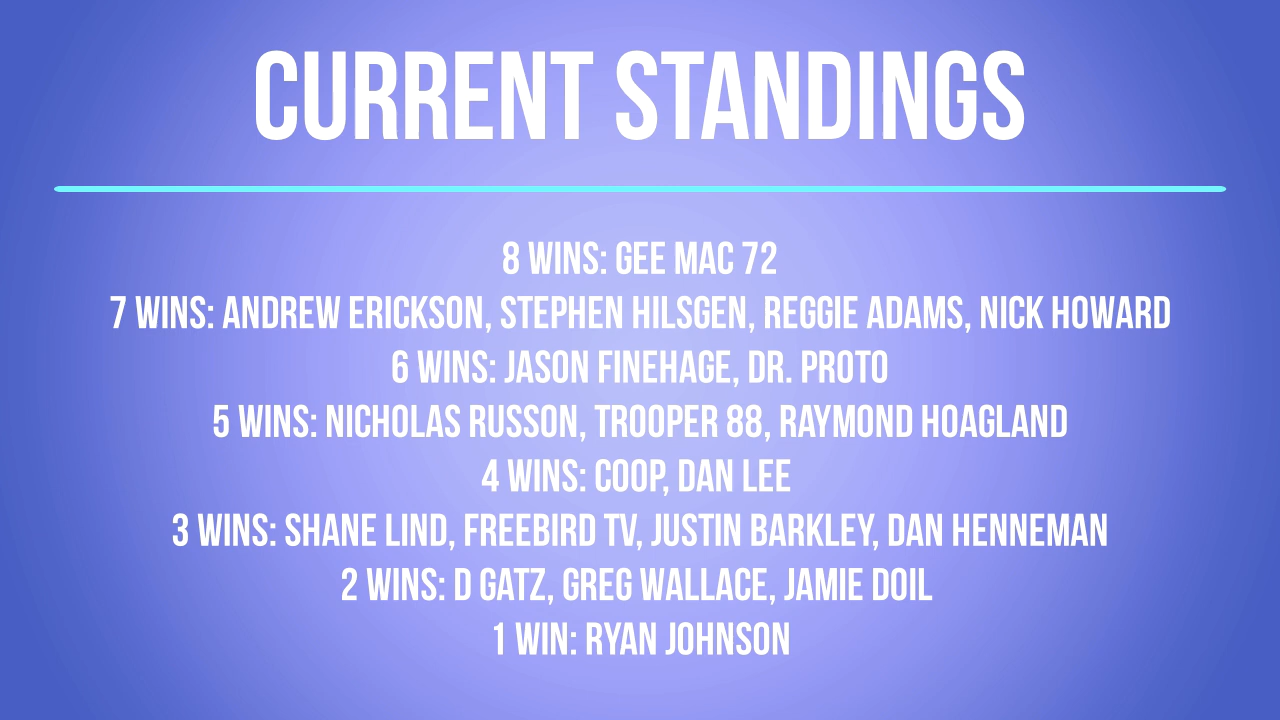 CURRENT STANDINGS
8 WINS: GEE MAC 72
7 WINS: ANDREW ERICKSON, STEPHEN HILSGEN, REGGIE ADAMS, NICK HOWARD
6 WINS: JASON FINEHAGE, DR. PROTO
5 WINS: NICHOLAS RUSSON, TROOPER 88, RAYMOND HOAGLAND
4 WINS: COOP, DAN LEE
3 WINS: SHANE LIND, FREEBIRD TV, JUSTIN BARKLEY, DAN HENNEMAN
2 WINS: D GATZ, GREG WALLACE, JAMIE DOIL
1 WIN: RYAN JOHNSON